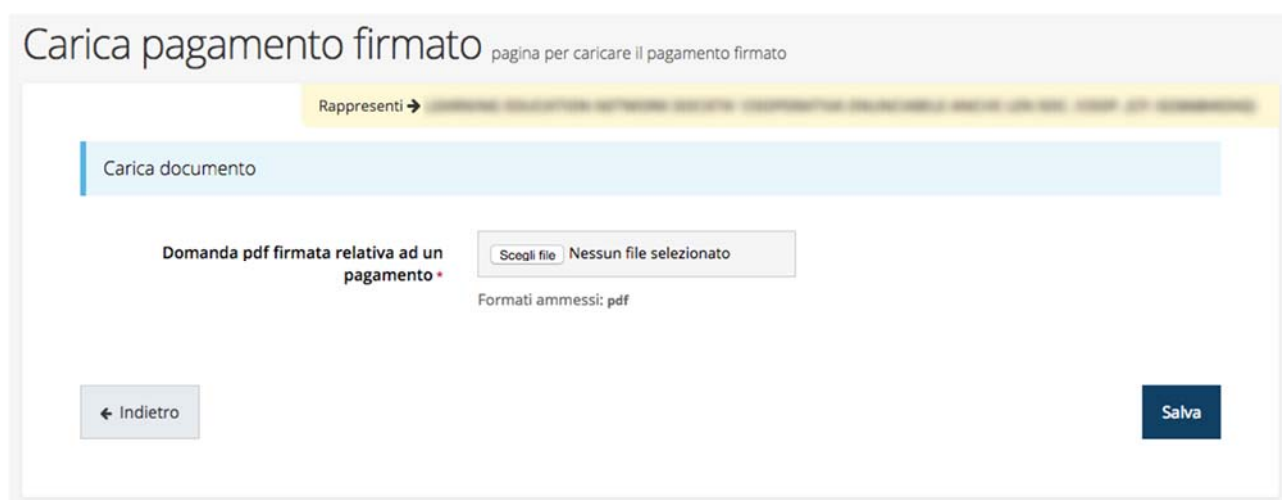 Carica pagamento firmato pagina per caricare il pagamento firmato
Rappresenti →
Carica documento
Domanda pdf firmata relativa ad un
pagamento *
Scegli file Nessun file selezionato
Formati ammessi: pdf
← Indietro
Salva